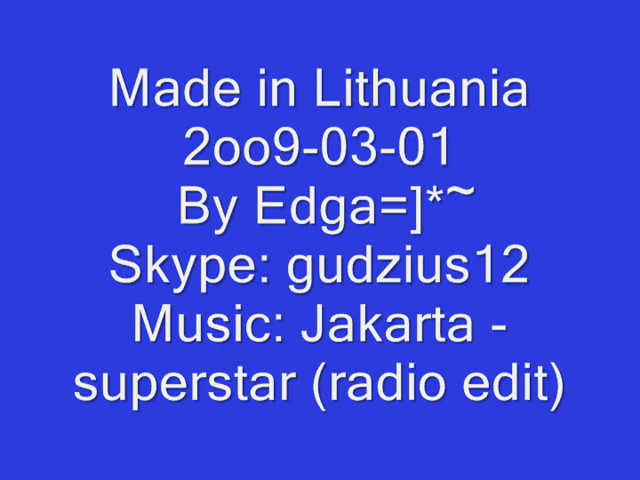 Made in Lithuania
2oo9-03-01
By Edga=]*~
Skype: gudzius12
Music: Jakarta -
superstar (radio edit)